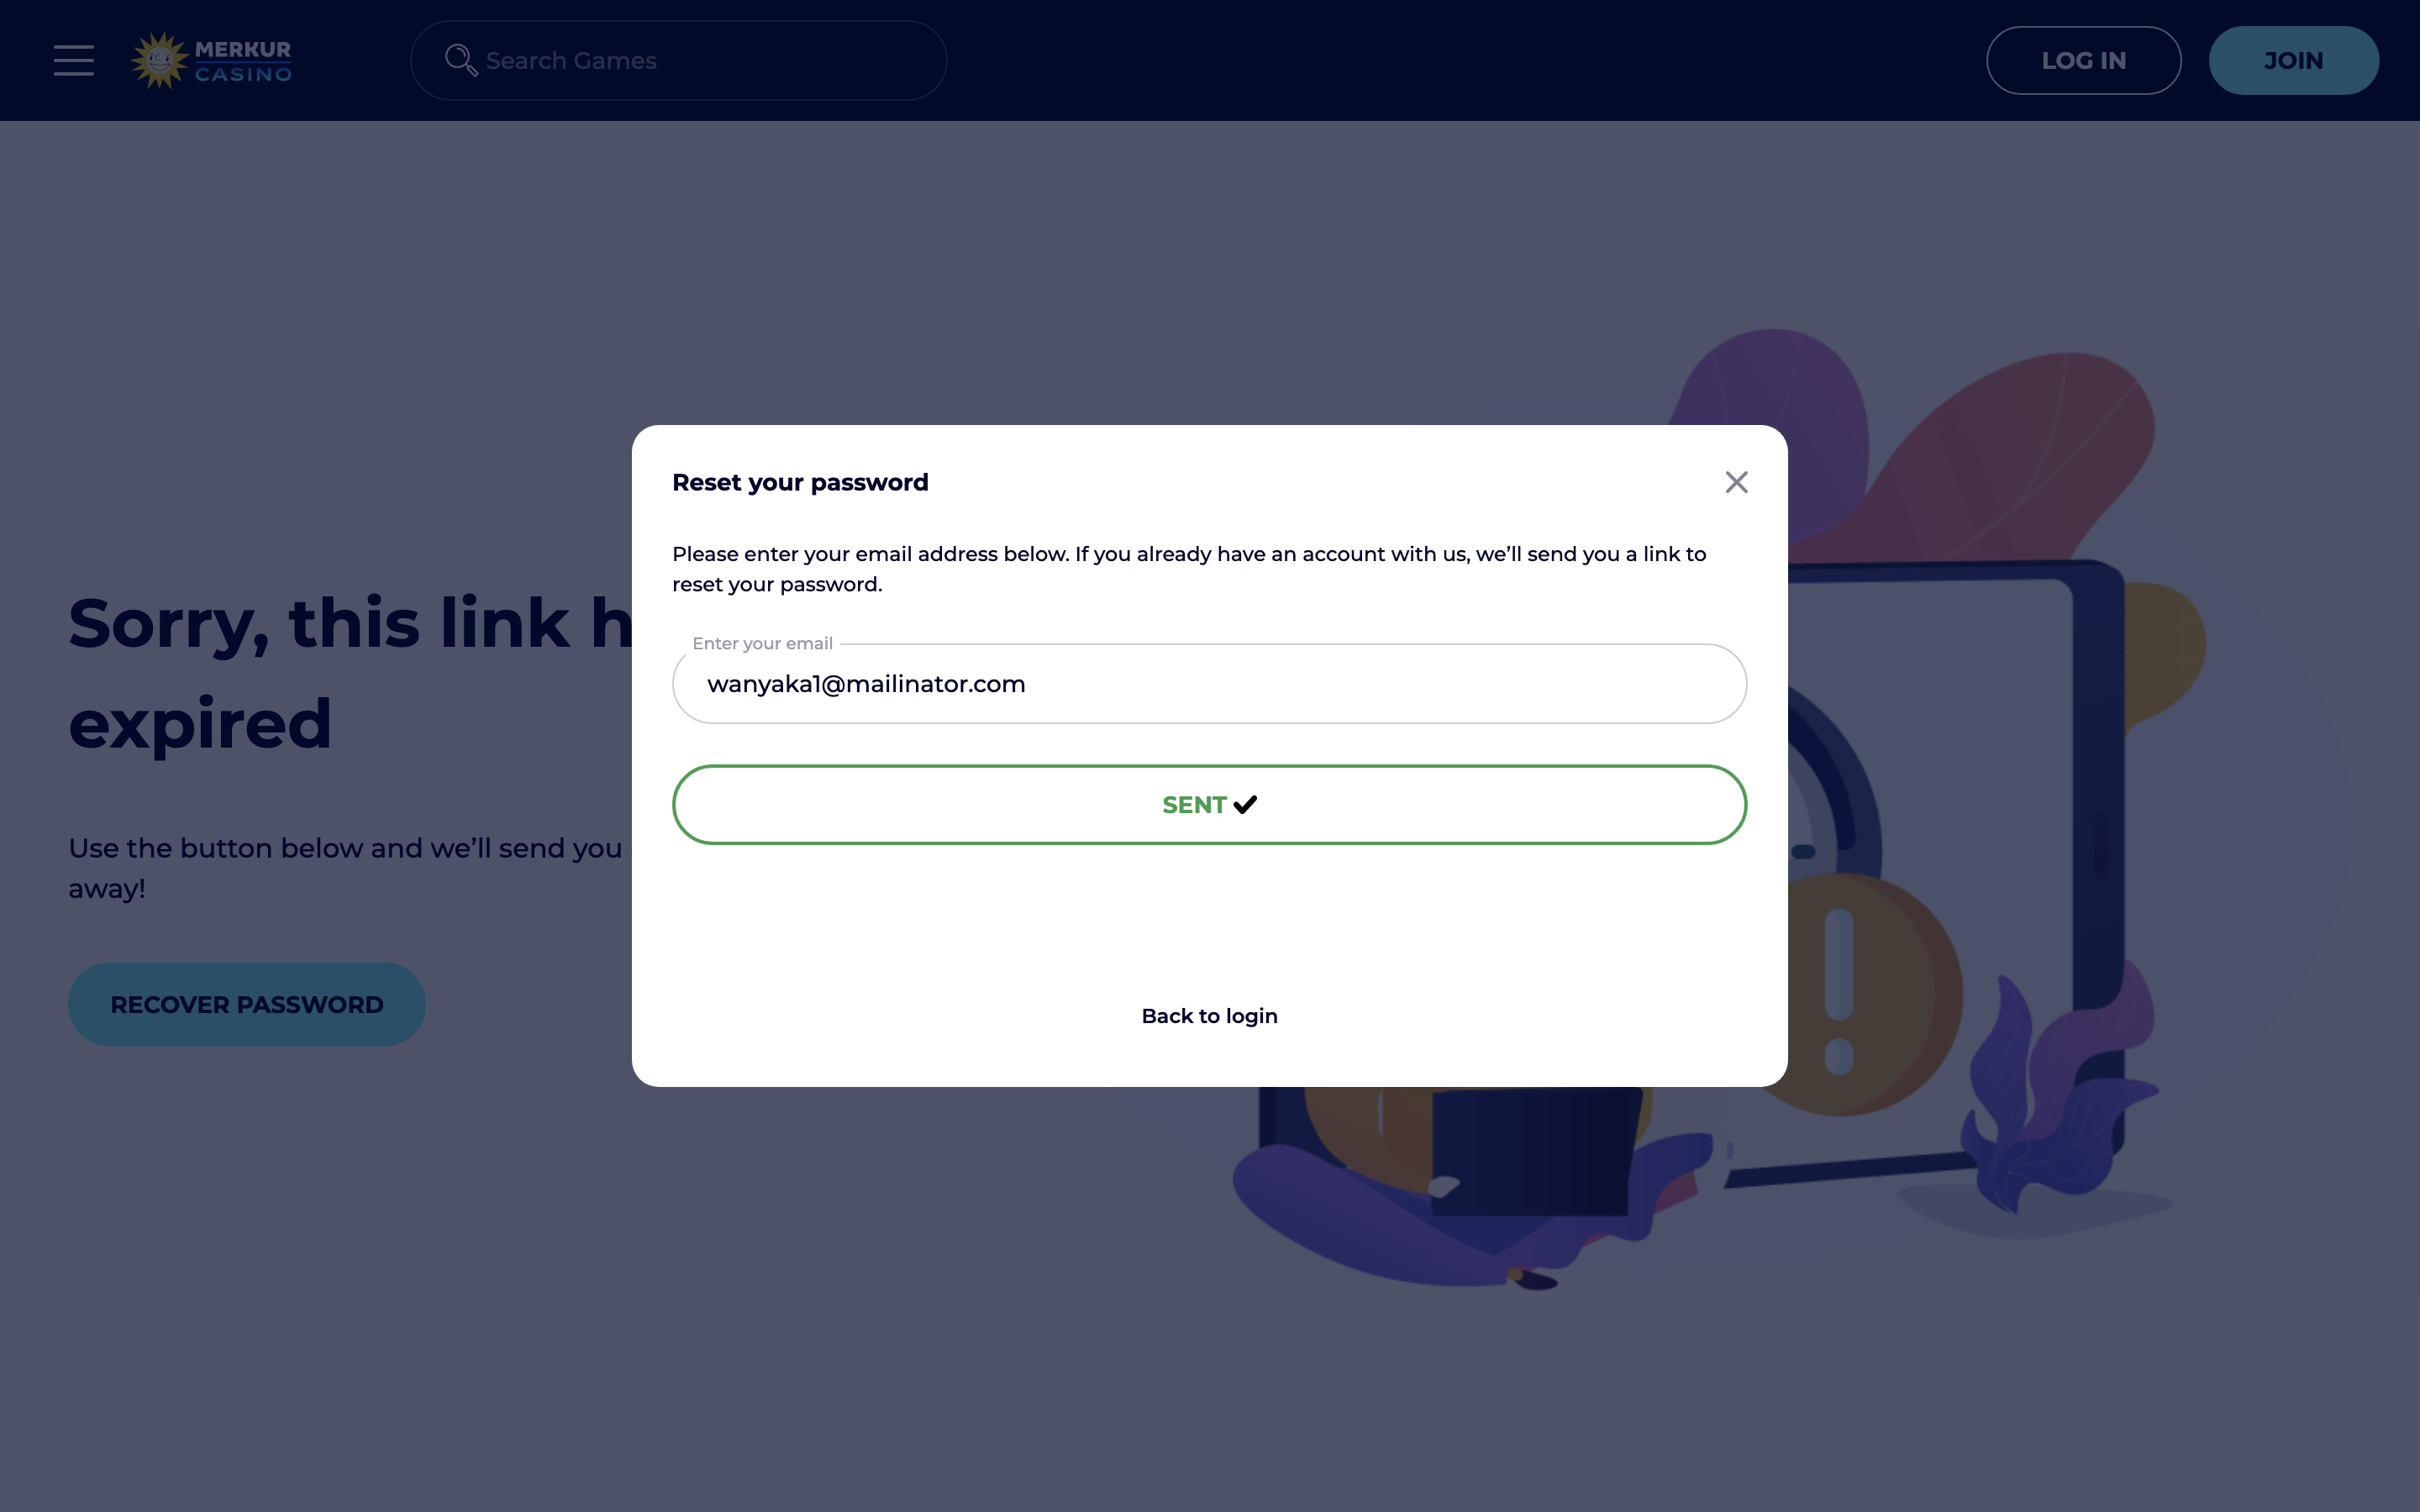 MERKUR
CASINO
Search Games
LOG IN
JOIN
Reset your password
Please enter your email address below. If you already have an account with us, we’ll send you a link to
reset your password.
Enter your email
wanyaka1@mailinator.com
SENT
Back to login
Sorry, this link h
expired
Use the button below and we’ll send you
away!
RECOVER PASSWORD